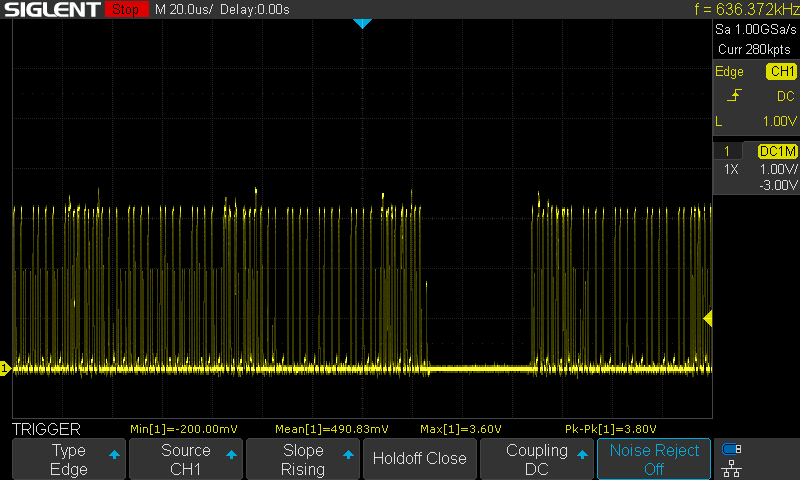 SIGLENT Stop M 20.0us/ Delay:0.00s f = 636.372kHz
Sa 1.00GSa/s
Curr 280kpts
Edge CH1
DC
L 1.00V
1 DC1M
1X 1.00V/
-3.00V
1
TRIGGER Min[1]=-200.00mV Mean[1]=490.83mV Max[1]=3.60V Pk-Pk[1]=3.80V
Type Source Slope Holdoff Close Coupling Noise Reject
Edge CH1 Rising DC Off